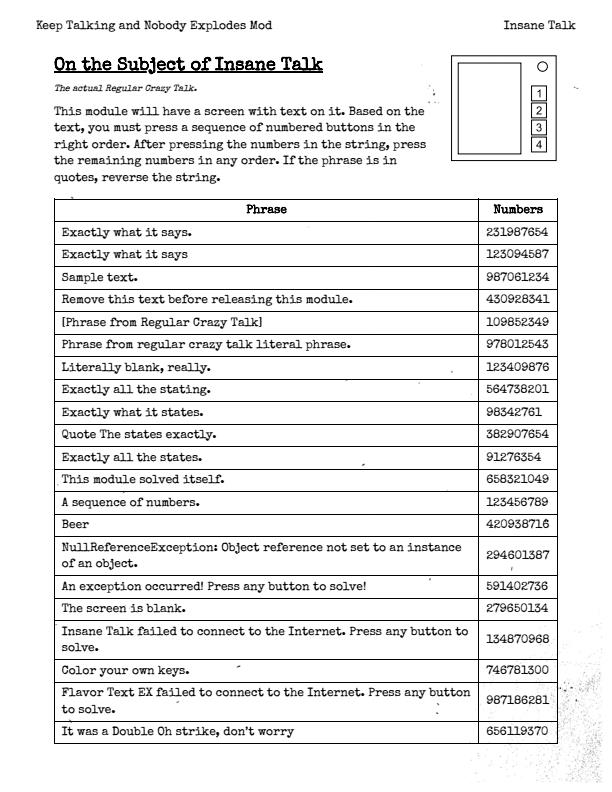 Keep Talking and Nobody Explodes Mod Insane Talk
On the Subject of Insane Talk
The actual Regular Crazy Talk.
This module will have a screen with text on it. Based on the
text, you must press a sequence of numbered buttons in the
right order. After pressing the numbers in the string, press
the remaining numbers in any order. If the phrase is in
quotes, reverse the string.
1
2
3
4
Phrase Numbers
Exactly what it says. 231987654
Exactly what it says 123094587
Sample text. 987061234
Remove this text before releasing this module. 430928341
[Phrase from Regular Crazy Talk] 109852349
Phrase from regular crazy talk literal phrase. 978012543
Literally blank, really. 123409876
Exactly all the stating. 564738201
Exactly what it states. 98342761
Quote The states exactly. 382907654
Exactly all the states. 91276354
This module solved itself. 658321049
A sequence of numbers. 123456789
Beer 420938716
NullReferenceException: Object reference not set to an instance
of an object. 294601387
An exception occurred! Press any button to solve! 591402736
The screen is blank. 279650134
Insane Talk failed to connect to the Internet. Press any button to
solve. 134870968
Color your own keys. 746781300
Flavor Text EX failed to connect to the Internet. Press any button
to solve. 987186281
It was a Double Oh strike, don't worry 656119370